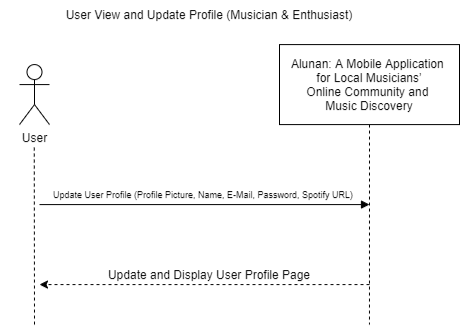 User View and Update Profile (Musician & Enthusiast)
Alunan: A Mobile Application
for Local Musicians'
Online Community and
Music Discovery
User
Update User Profile (Profile Picture, Name, E-Mail, Password, Spotify URL)
Update and Display User Profile Page